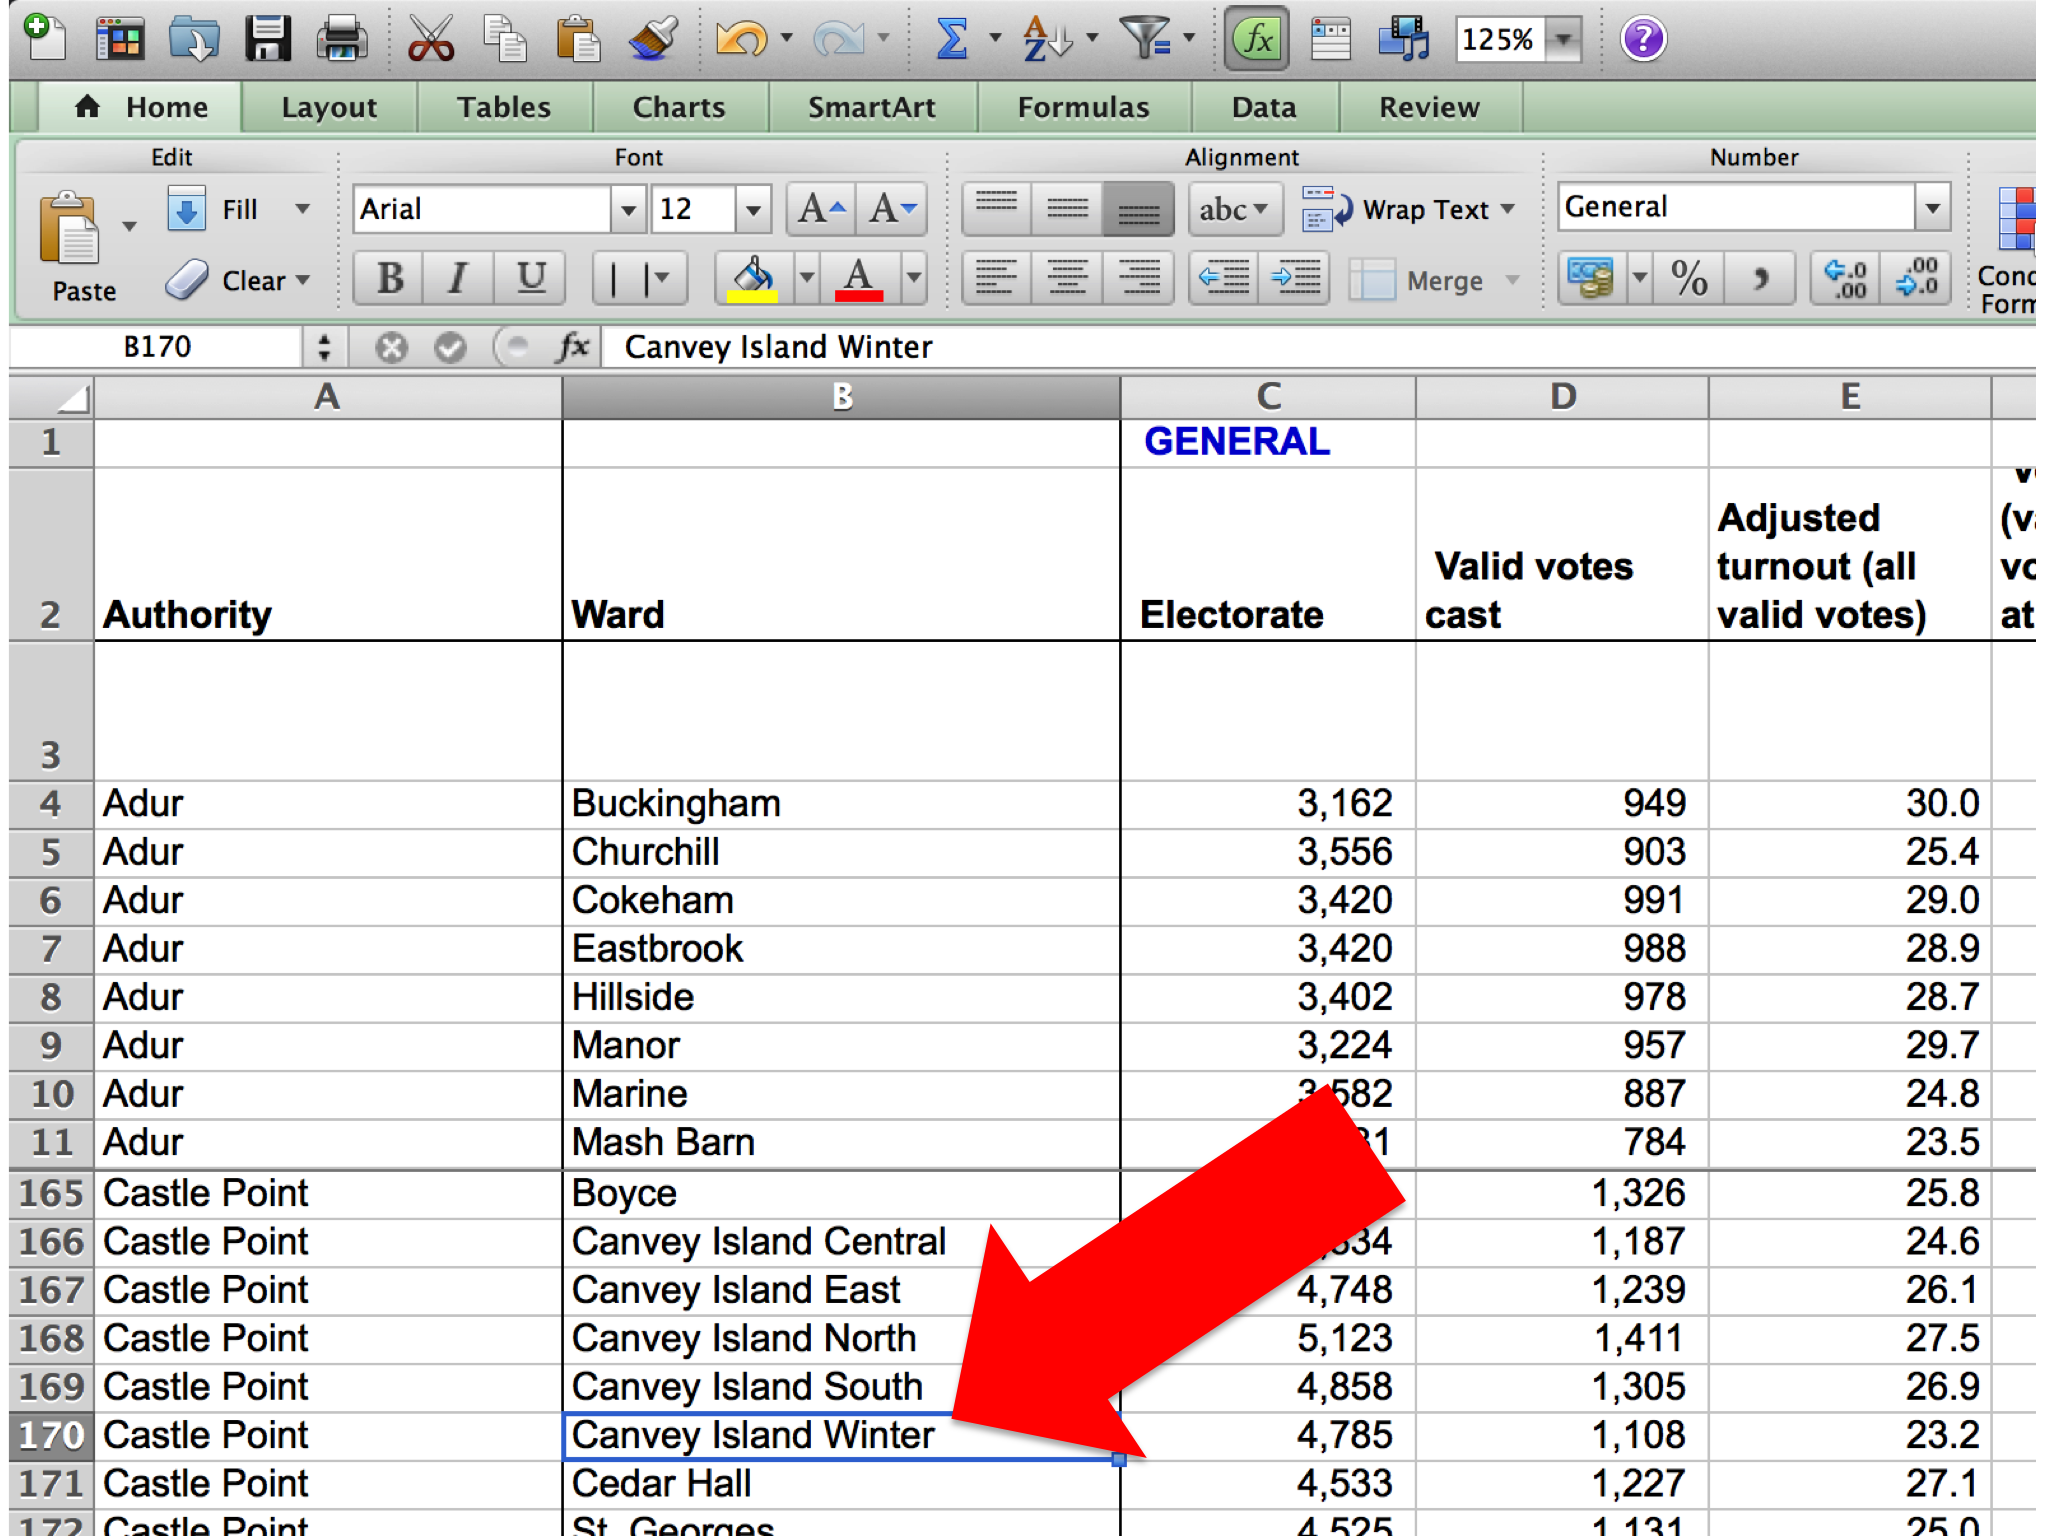 125%
Home Layout Tables Charts SmartArt Formulas Data Review
Edit Font Alignment Number
Fill Arial 12 abc Wrap Text General
Paste Clear B I U Merge %
B170 fx Canvey Island Winter
A B C D E
1 GENERAL
Adjusted
Valid votes turnout (all
2 Authority Ward Electorate cast valid votes) at
3
4 Adur Buckingham 3,162 949 30.0
5 Adur Churchill 3,556 903 25.4
6 Adur Cokeham 3,420 991 29.0
7 Adur Eastbrook 3,420 988 28.9
8 Adur Hillside 3,402 978 28.7
9 Adur Manor 3,224 957 29.7
10 Adur Marine 3,582 887 24.8
11 Adur Mash Barn 784 23.5
165 Castle Point Boyce 1,326 25.8
166 Castle Point Canvey Island Central 1,187 24.6
167 Castle Point Canvey Island East 4,748 1,239 26.1
168 Castle Point Canvey Island North 5,123 1,411 27.5
169 Castle Point Canvey Island South 4,858 1,305 26.9
170 Castle Point Canvey Island Winter 4,785 1,108 23.2
171 Castle Point Cedar Hall 4,533 1,227 27.1
172 Castle Point St. Georges 4,525 1,131 25.0